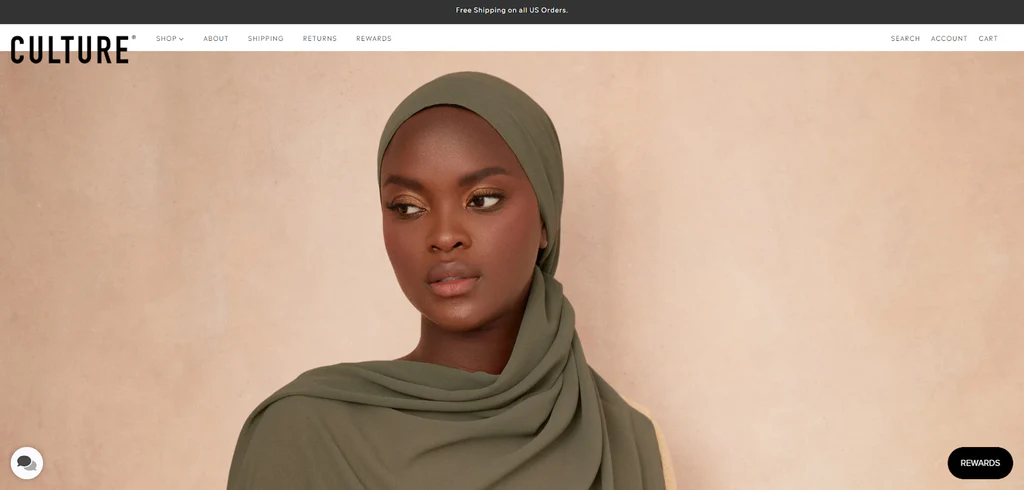 Free Shipping on all US Orders.
CULTURE®
SHOP ABOUT SHIPPING RETURNS REWARDS
SEARCH ACCOUNT CART
REWARDS